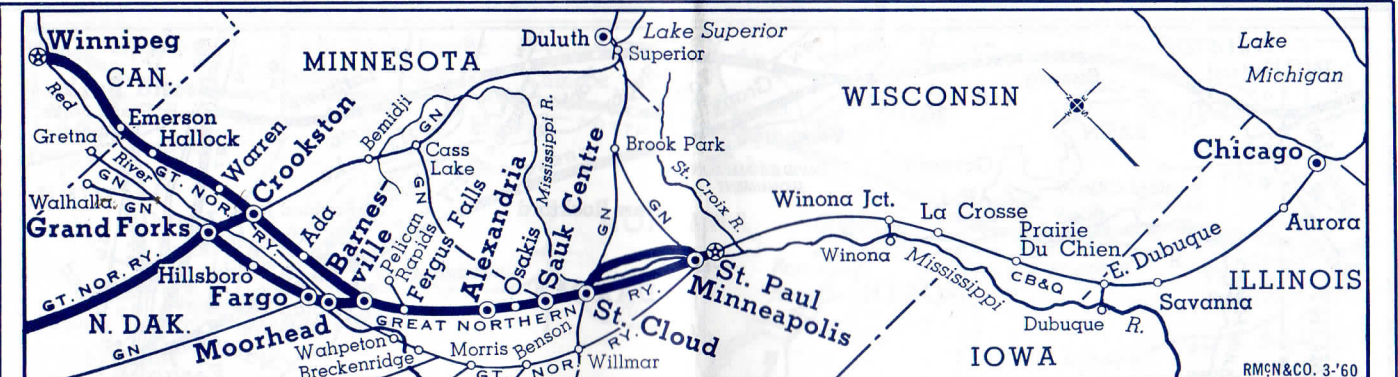 Winnipeg
CAN.
Red
River
Emerson
Hallock
Gretna
GN
Walhalla
GN
GT. NOR. RY.
Warren
Crookston
Grand Forks
GT. NOR. RY.
Hillsboro
Fargo
N. DAK.
GN
Moorhead
Ada
Barnes-
ville
Pelican
Rapids
Fergus Falls
Wahpeton
Breckenridge
MINNESOTA
Bemidji
GN
Cass
Lake
GN
Mississippi R.
Alexandria
Osakis
Sauk Centre
GREAT NORTHERN RY.
Morris
Benson
GT. NOR. RY.
Willmar
St. Cloud
Duluth
Lake Superior
Superior
Brook Park
GN
GN
St. Croix R.
St. Paul
Minneapolis
WISCONSIN
Winona Jct.
Winona
La Crosse
Prairie
Du Chien
Mississippi
R.
CB&Q
E. Dubuque
Dubuque
Savanna
IOWA
Lake
Michigan
Chicago
Aurora
ILLINOIS
RMCN&CO. 3-'60